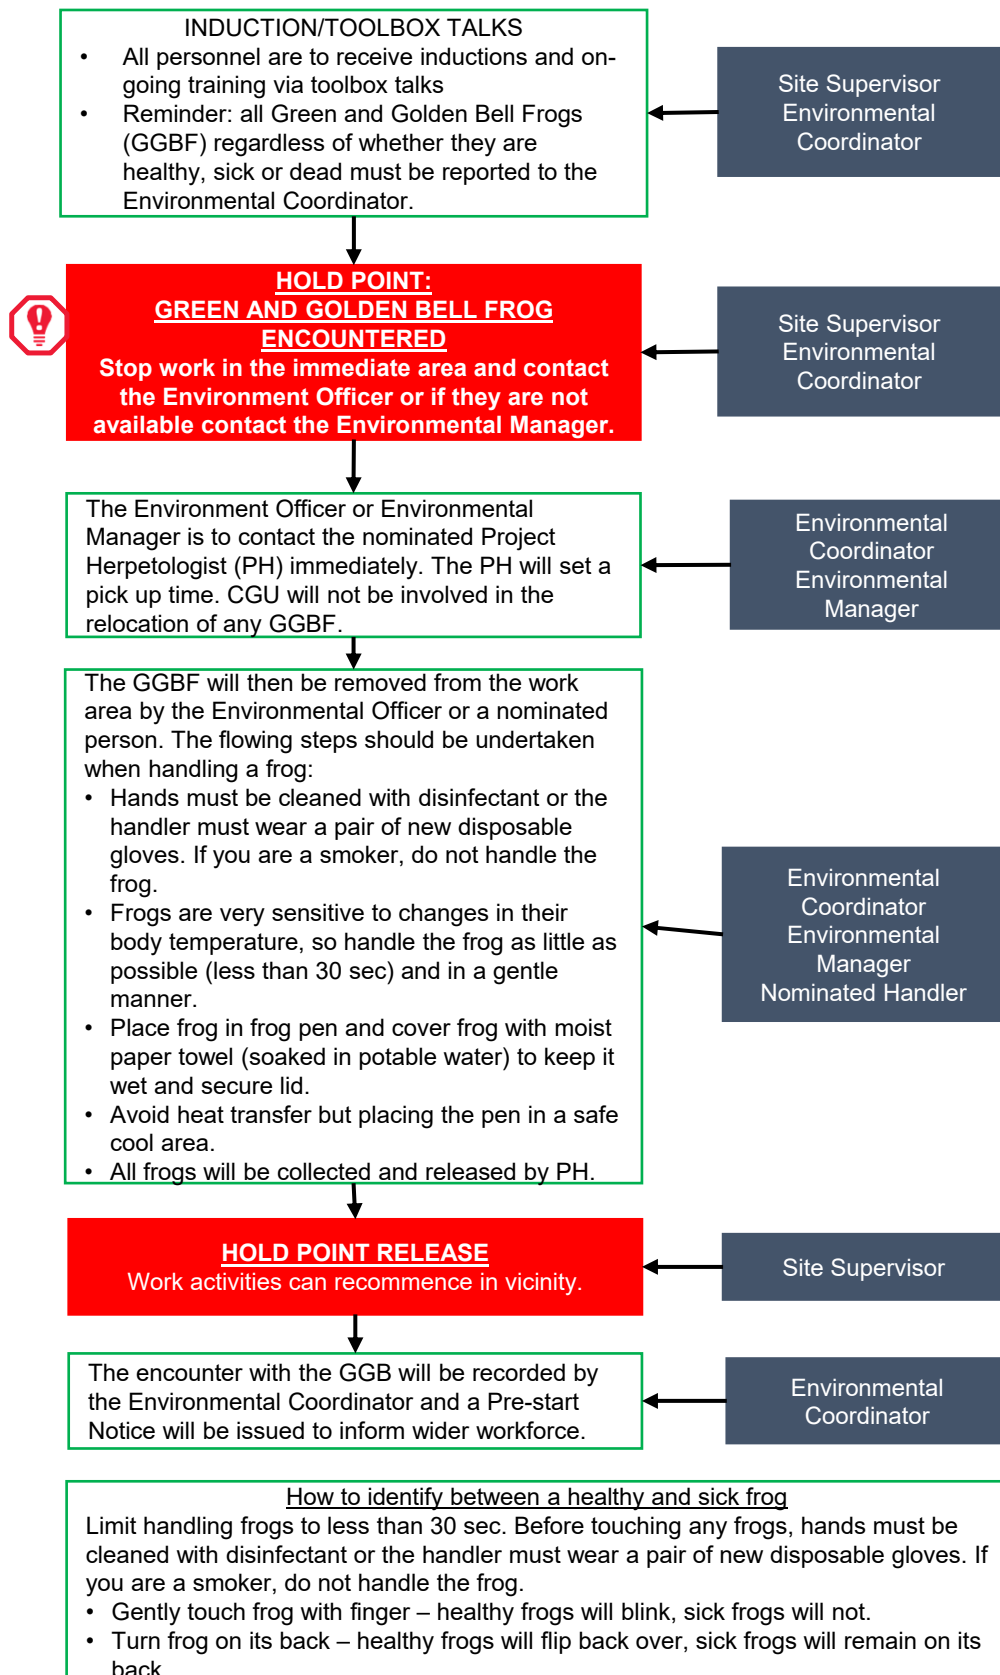 INDUCTION/TOOLBOX TALKS
• All personnel are to receive inductions and on-
going training via toolbox talks
• Reminder: all Green and Golden Bell Frogs
(GGBF) regardless of whether they are
healthy, sick or dead must be reported to the
Environmental Coordinator.
Site Supervisor
Environmental
Coordinator
HOLD POINT:
GREEN AND GOLDEN BELL FROG
ENCOUNTERED
Stop work in the immediate area and contact
the Environment Officer or if they are not
available contact the Environmental Manager.
Site Supervisor
Environmental
Coordinator
The Environment Officer or Environmental
Manager is to contact the nominated Project
Herpetologist (PH) immediately. The PH will set a
pick up time. CGU will not be involved in the
relocation of any GGBF.
Environmental
Coordinator
Environmental
Manager
The GGBF will then be removed from the work
area by the Environmental Officer or a nominated
person. The flowing steps should be undertaken
when handling a frog:
• Hands must be cleaned with disinfectant or the
handler must wear a pair of new disposable
gloves. If you are a smoker, do not handle the
frog.
• Frogs are very sensitive to changes in their
body temperature, so handle the frog as little as
possible (less than 30 sec) and in a gentle
manner.
• Place frog in frog pen and cover frog with moist
paper towel (soaked in potable water) to keep it
wet and secure lid.
• Avoid heat transfer but placing the pen in a safe
cool area.
• All frogs will be collected and released by PH.
Environmental
Coordinator
Environmental
Manager
Nominated Handler
HOLD POINT RELEASE
Work activities can recommence in vicinity.
Site Supervisor
The encounter with the GGB will be recorded by
the Environmental Coordinator and a Pre-start
Notice will be issued to inform wider workforce.
Environmental
Coordinator
How to identify between a healthy and sick frog
Limit handling frogs to less than 30 sec. Before touching any frogs, hands must be
cleaned with disinfectant or the handler must wear a pair of new disposable gloves. If
you are a smoker, do not handle the frog.
• Gently touch frog with finger – healthy frogs will blink, sick frogs will not.
• Turn frog on its back – healthy frogs will flip back over, sick frogs will remain on its
back